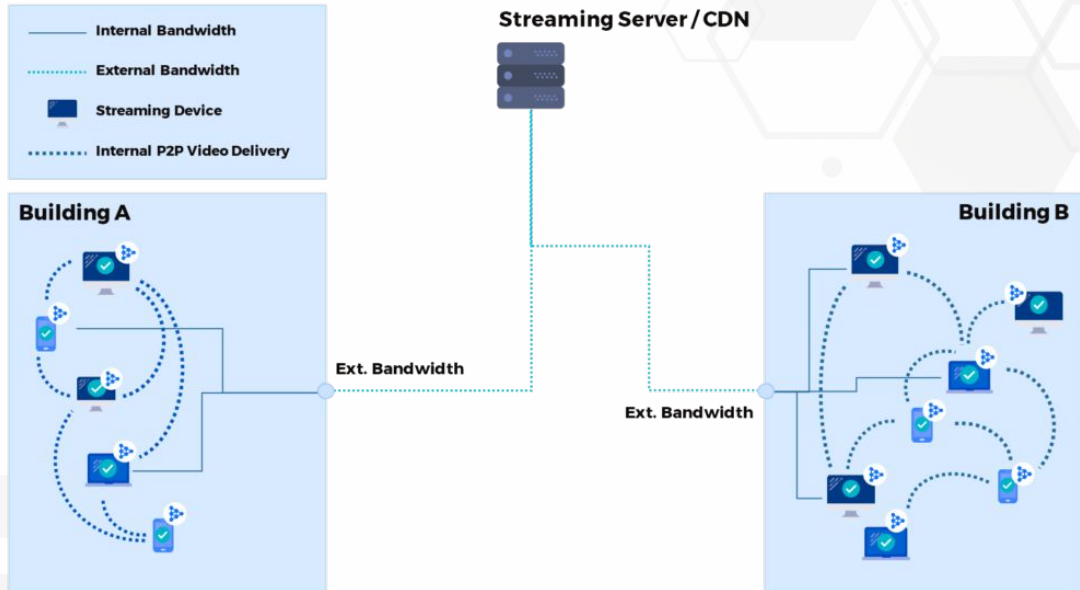 Streaming Server / CDN
Internal Bandwidth
External Bandwidth
Streaming Device
Internal P2P Video Delivery
Building A
Building B
Ext. Bandwidth
Ext. Bandwidth